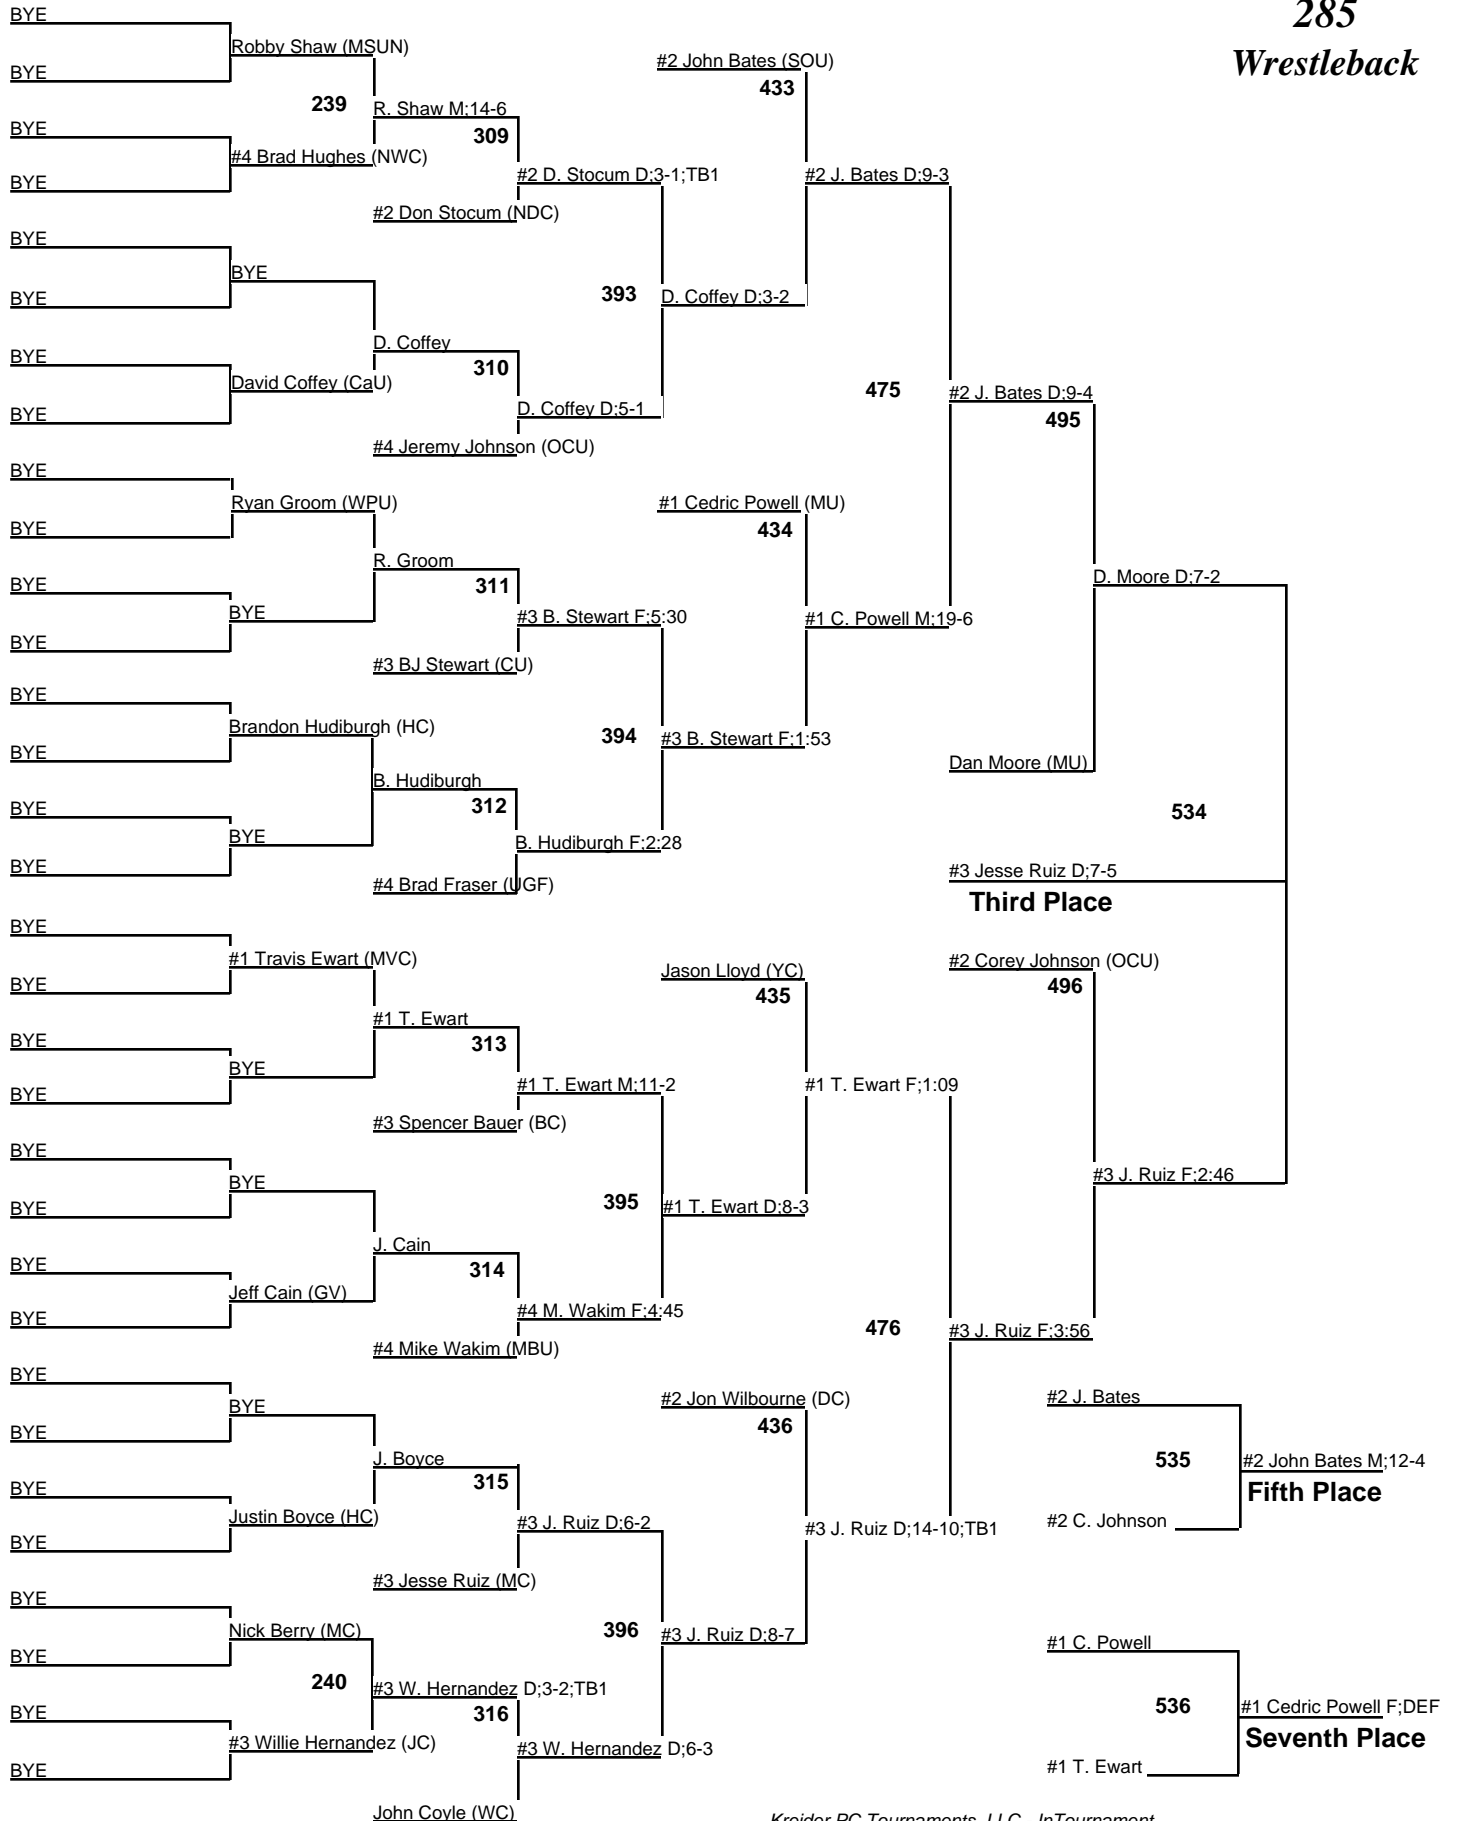 285
Wrestleback
BYE
Robby Shaw (MSUN)
#2 John Bates (SOU)
BYE
433
239
R. Shaw M;14-6
BYE
309
#4 Brad Hughes (NWC)
#2 D. Stocum D;3-1;TB1
#2 J. Bates D;9-3
BYE
#2 Don Stocum (NDC)
BYE
BYE
393
D. Coffey D;3-2
BYE
D. Coffey
BYE
310
David Coffey (CaU)
475
#2 J. Bates D;9-4
BYE
D. Coffey D;5-1
495
#4 Jeremy Johnson (OCU)
BYE
Ryan Groom (WPU)
#1 Cedric Powell (MU)
BYE
434
R. Groom
D. Moore D;7-2
BYE
311
BYE
#3 B. Stewart F;5:30
#1 C. Powell M;19-6
BYE
#3 BJ Stewart (CU)
BYE
Brandon Hudiburgh (HC)
394
#3 B. Stewart F;1:53
BYE
Dan Moore (MU)
B. Hudiburgh
BYE
312
534
BYE
B. Hudiburgh F;2:28
BYE
#4 Brad Fraser (UGF)
#3 Jesse Ruiz D;7-5
Third Place
BYE
#1 Travis Ewart (MVC)
Jason Lloyd (YC)
#2 Corey Johnson (OCU)
BYE
435
496
#1 T. Ewart
BYE
313
BYE
#1 T. Ewart M;11-2
#1 T. Ewart F;1:09
BYE
#3 Spencer Bauer (BC)
BYE
BYE
#3 J. Ruiz F;2:46
BYE
395
#1 T. Ewart D;8-3
J. Cain
BYE
314
Jeff Cain (GV)
BYE
#4 M. Wakim F;4:45
476
#3 J. Ruiz F;3:56
#4 Mike Wakim (MBU)
BYE
BYE
#2 Jon Wilbourne (DC)
#2 J. Bates
BYE
436
J. Boyce
535
#2 John Bates M;12-4
BYE
315
Fifth Place
Justin Boyce (HC)
#3 J. Ruiz D;6-2
#3 J. Ruiz D;14-10;TB1
#2 C. Johnson
BYE
#3 Jesse Ruiz (MC)
BYE
Nick Berry (MC)
396
#3 J. Ruiz D;8-7
#1 C. Powell
BYE
240
#3 W. Hernandez D;3-2;TB1
BYE
316
536
#1 Cedric Powell F;DEF
#3 Willie Hernandez (JC)
#3 W. Hernandez D;6-3
Seventh Place
BYE
#1 T. Ewart
John Coyle (WC)
Kreider PC Tournaments, LLC - InTournament